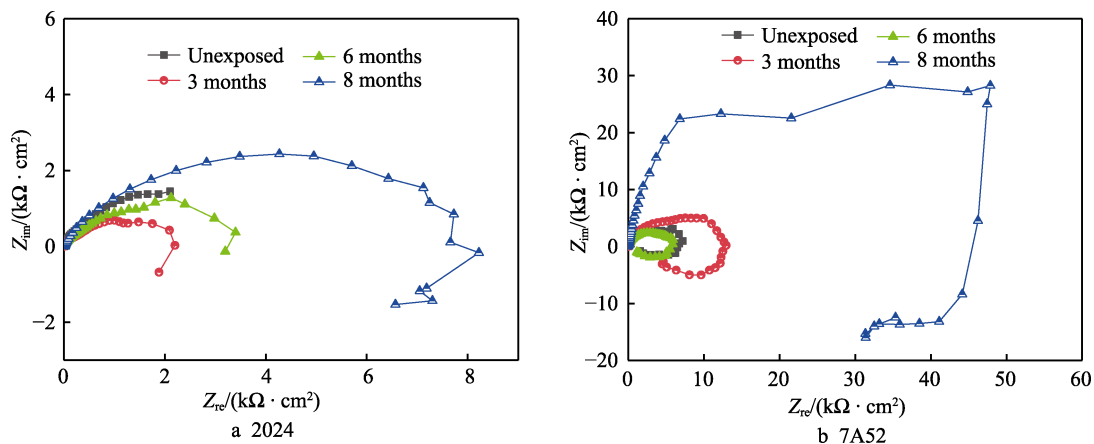 6
4
2
0
−2
0
2
4
6
8
Unexposed
3 months
6 months
8 months
Zim/(kΩ · cm²)
Zre/(kΩ · cm²)
a 2024
40
30
20
10
0
−10
−20
0
10
20
30
40
50
60
Unexposed
3 months
6 months
8 months
Zim/(kΩ · cm²)
Zre/(kΩ · cm²)
b 7A52